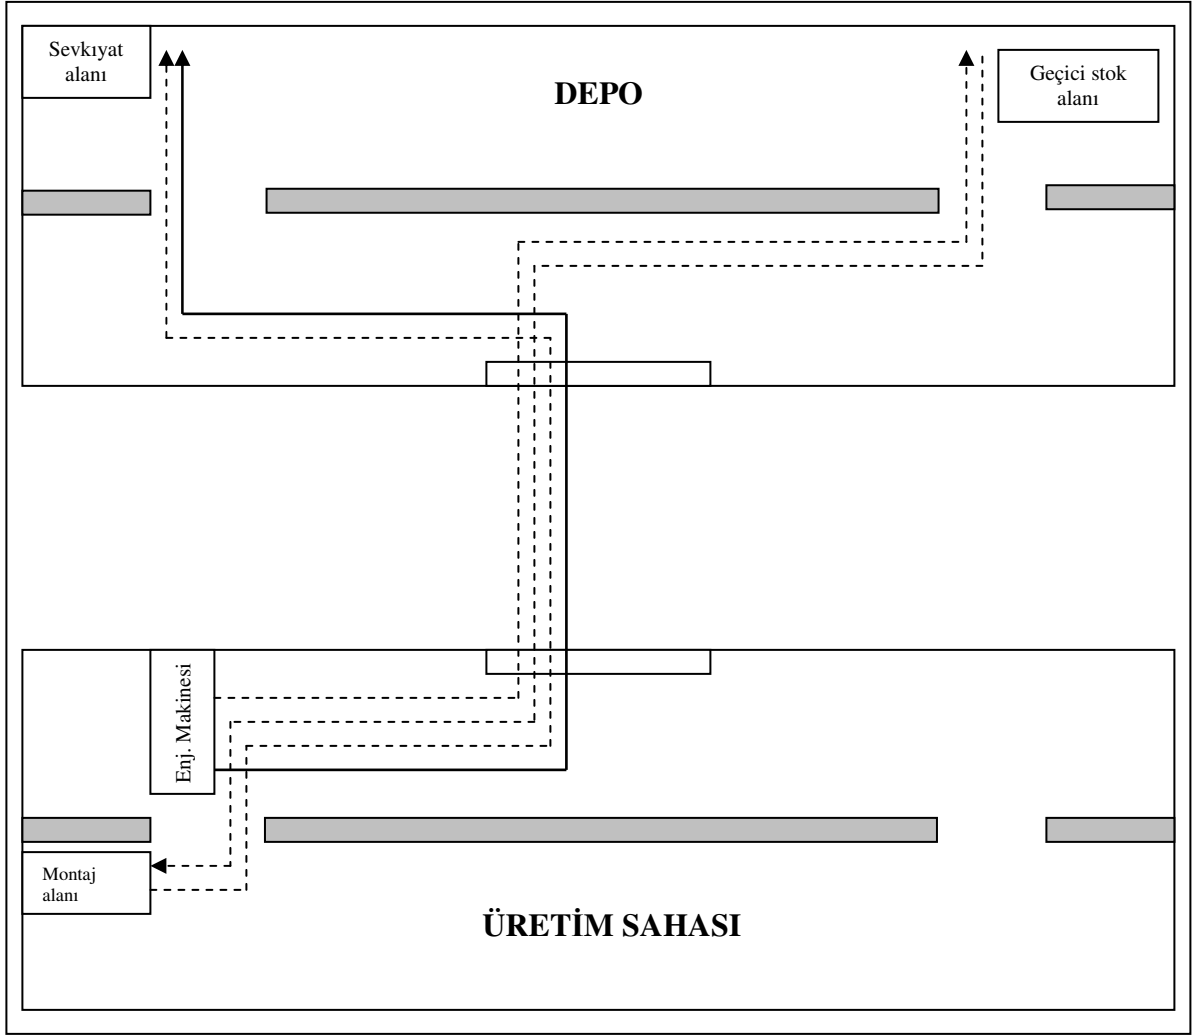 Sevkıyat
alanı
DEPO
Geçici stok
alanı
Enj. Makinesi
Montaj
alanı
ÜRETİM SAHASI